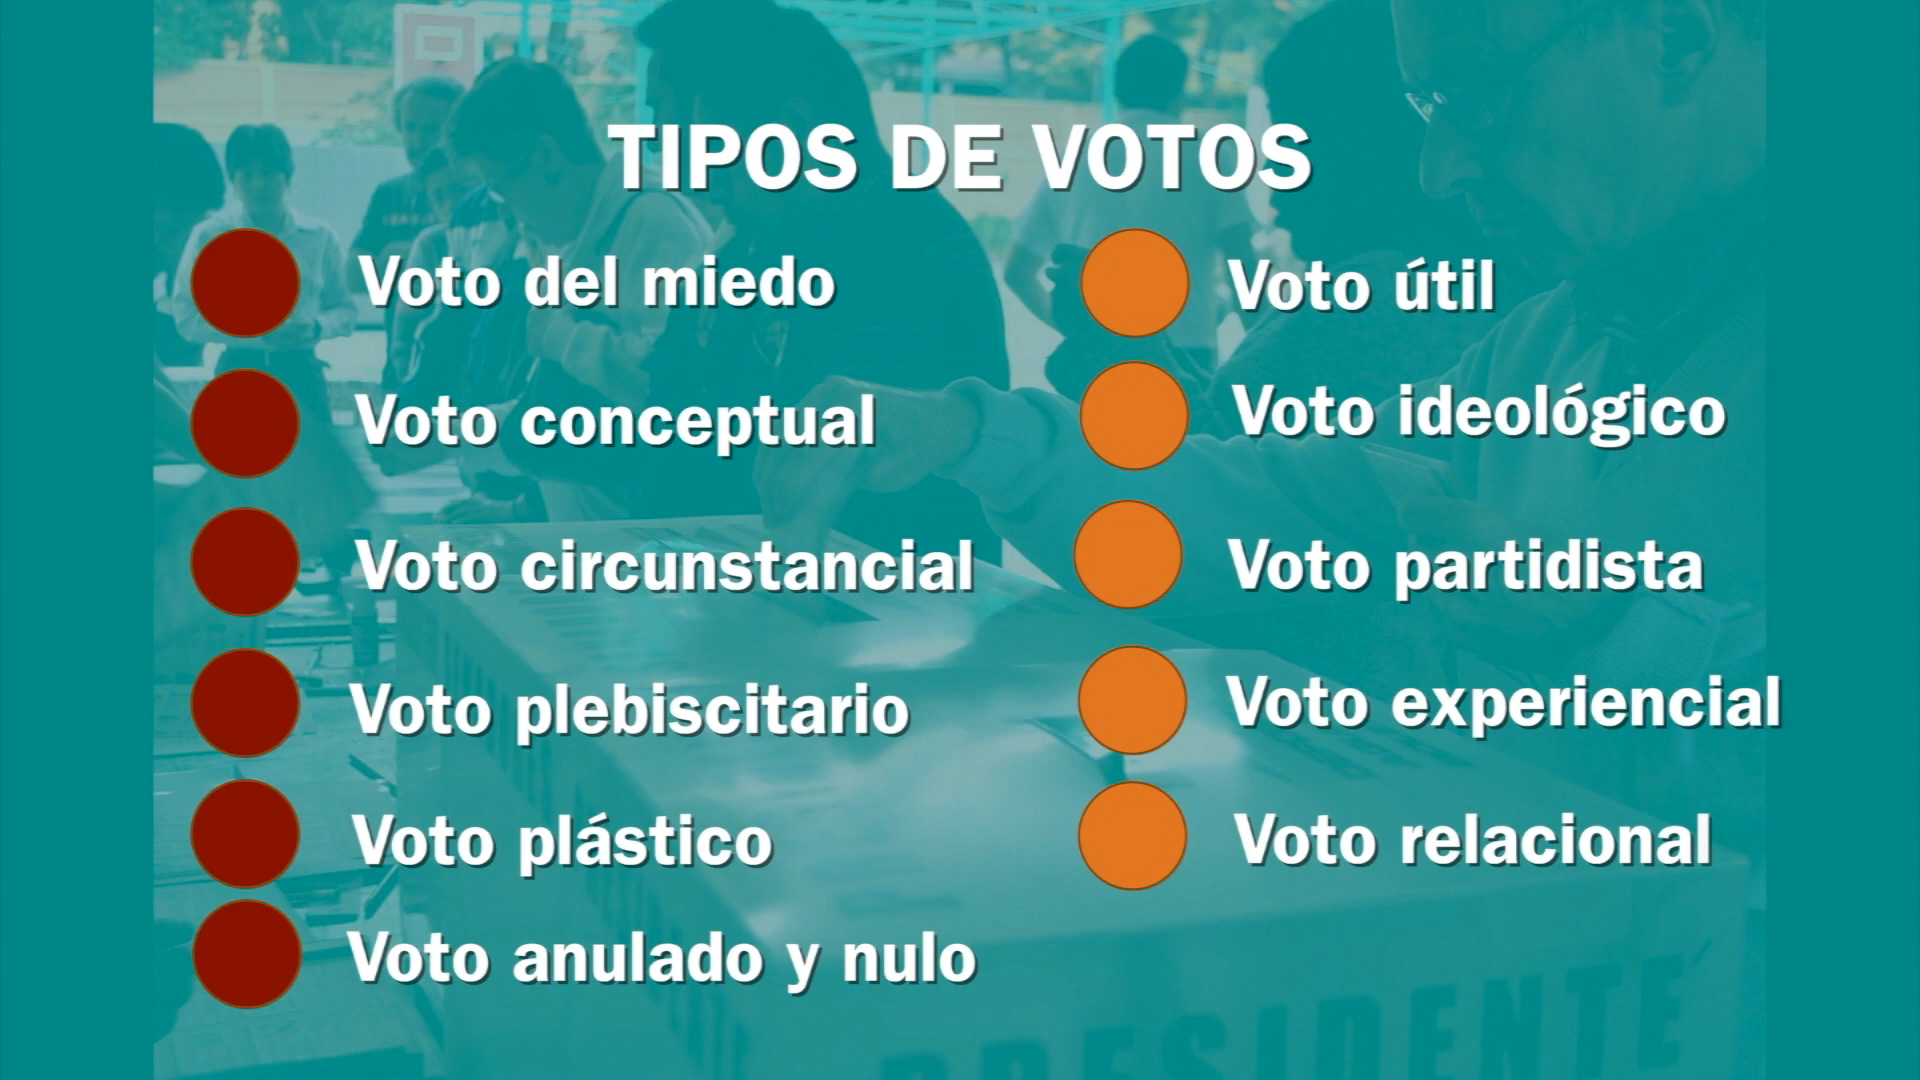 TIPOS DE VOTOS
Voto del miedo
Voto conceptual
Voto circunstancial
Voto plebiscitario
Voto plástico
Voto anulado y nulo
Voto útil
Voto ideológico
Voto partidista
Voto experiencial
Voto relacional
PRESIDENTE